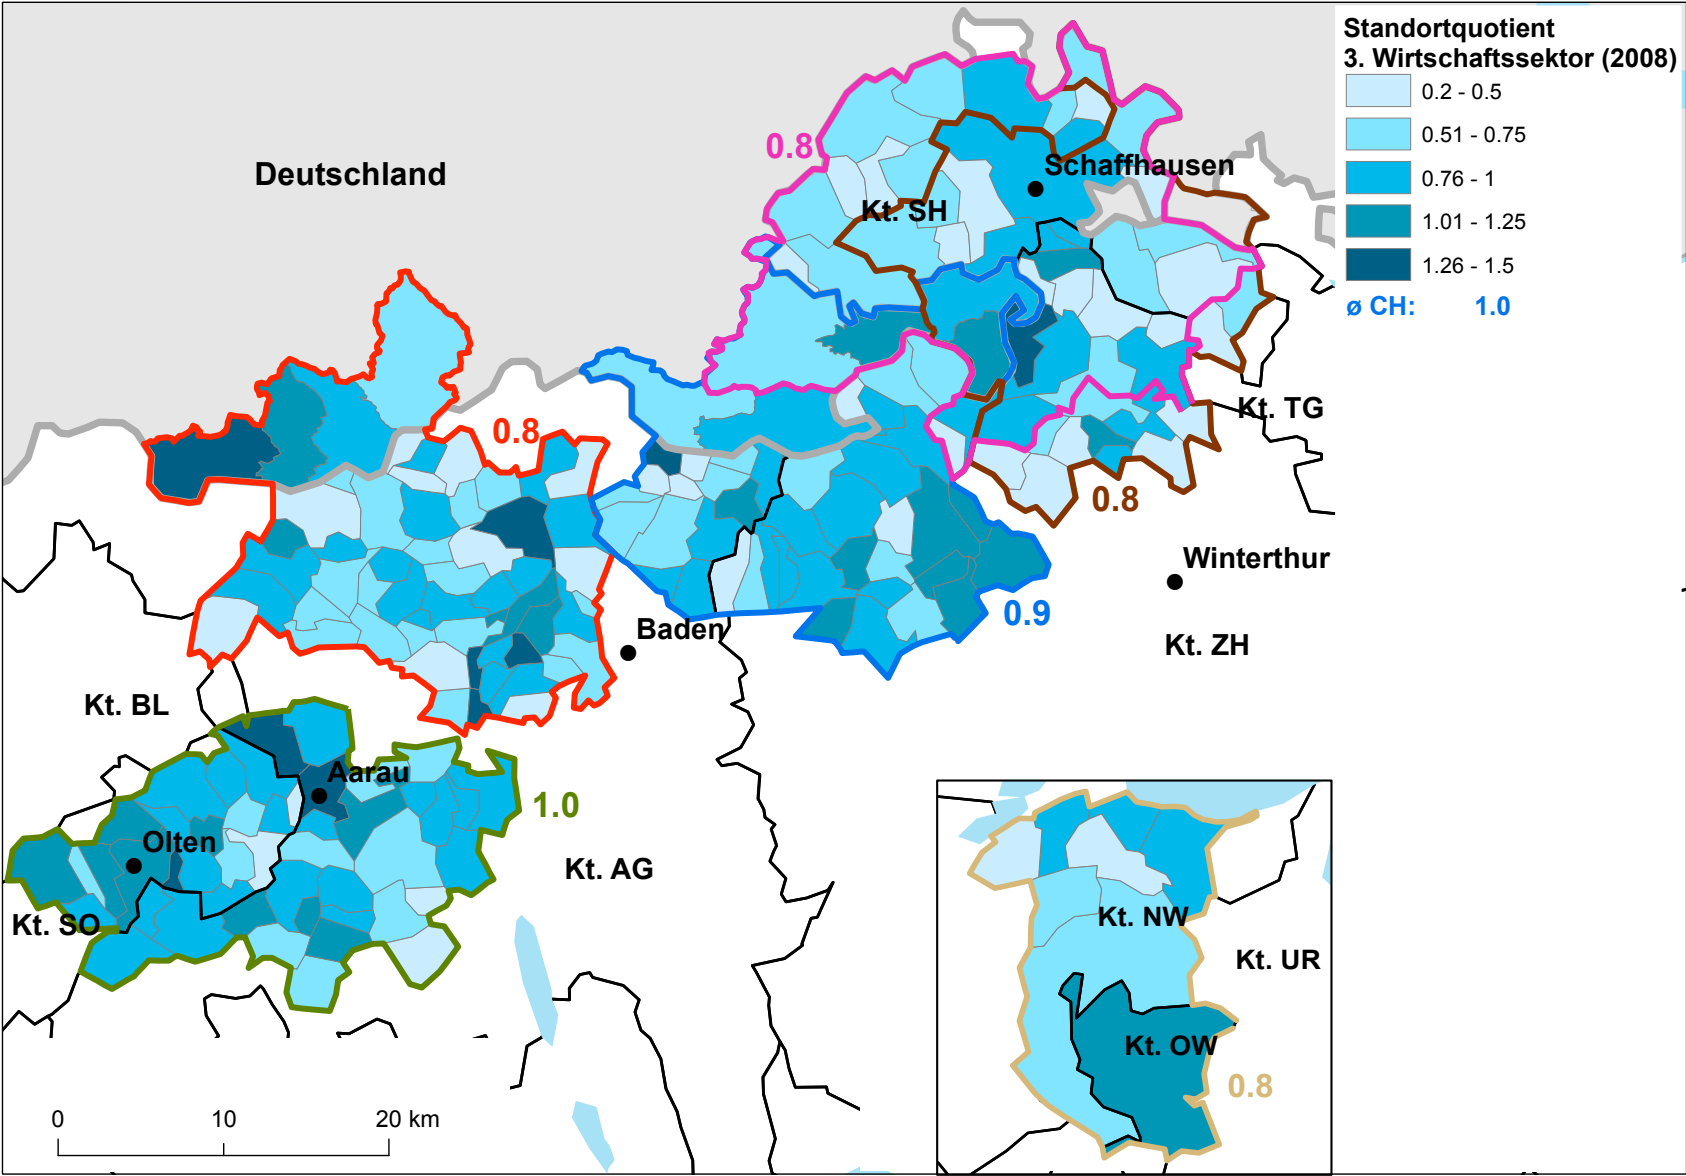 Standortquotient
3. Wirtschaftssektor (2008)
0.2 - 0.5
0.51 - 0.75
0.76 - 1
1.01 - 1.25
1.26 - 1.5
ø CH: 1.0
Deutschland
0.8
Schaffhausen
Kt. SH
Kt. TG
0.8
0.8
Winterthur
0.9
Baden
Kt. ZH
Kt. BL
Aarau
1.0
Olten
Kt. AG
Kt. SO
Kt. NW
Kt. UR
Kt. OW
0.8
0 10 20 km